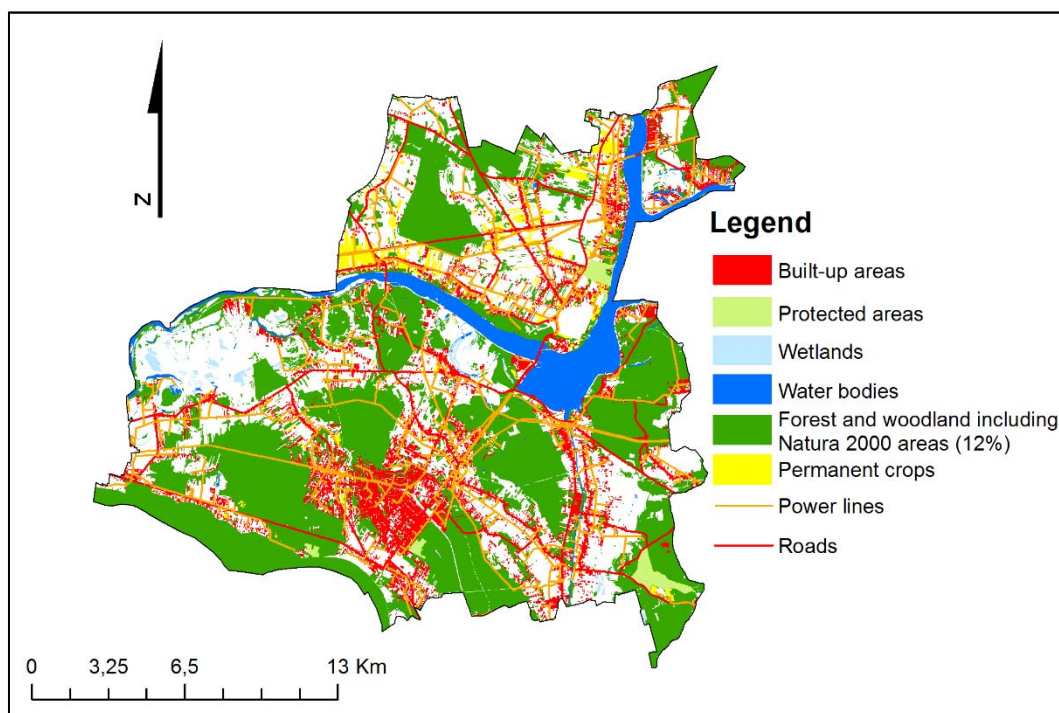 N
Legend
Built-up areas
Protected areas
Wetlands
Water bodies
Forest and woodland including
Natura 2000 areas (12%)
Permanent crops
Power lines
Roads
0 3,25 6,5 13 Km